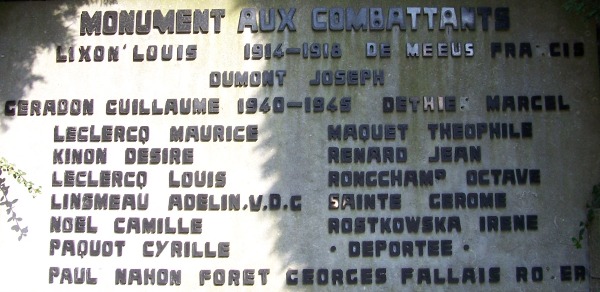 MONUMENT AUX COMBATTANTS
LIXON LOUIS 1914-1918 DE MEEUS FRANCIS
DUMONT JOSEPH
GERADON GUILLAUME 1940-1945 DETHIER MARCEL
LECLERCQ MAURICE MAQUET THEOPHILE
KINON DESIRE RENARD JEAN
LECLERCQ LOUIS RONGCHAMP OCTAVE
LINSMEAU ADELIN.V.D.G SAINTE GEROME
NOEL CAMILLE ROSTKOWSKA IRENE
PAQUOT CYRILLE • DEPORTEE •
PAUL NAHON FORET GEORGES FALLAIS